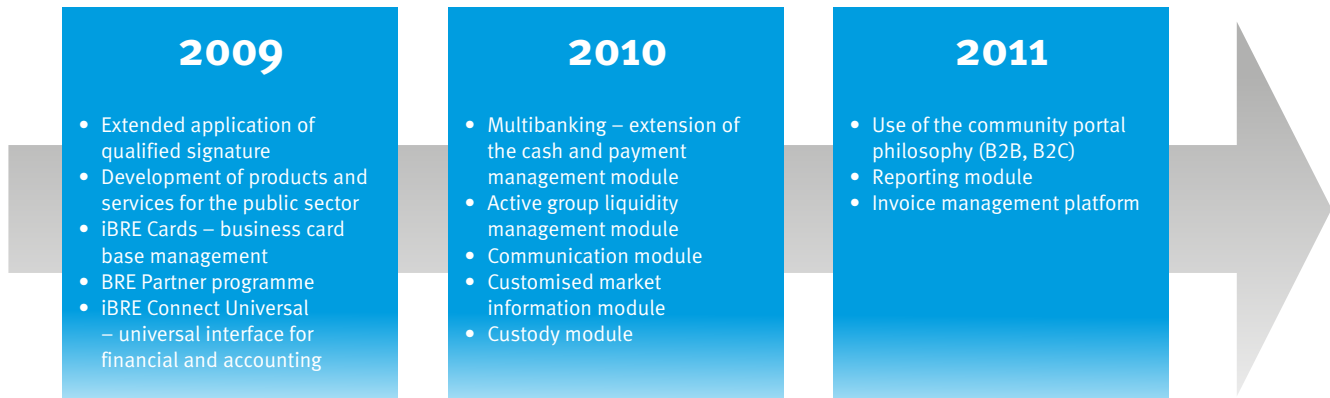 2009
• Extended application of
qualified signature
• Development of products and
services for the public sector
• iBRE Cards – business card
base management
• BRE Partner programme
• iBRE Connect Universal
– universal interface for
financial and accounting
2010
• Multibanking – extension of
the cash and payment
management module
• Active group liquidity
management module
• Communication module
• Customised market
information module
• Custody module
2011
• Use of the community portal
philosophy (B2B, B2C)
• Reporting module
• Invoice management platform